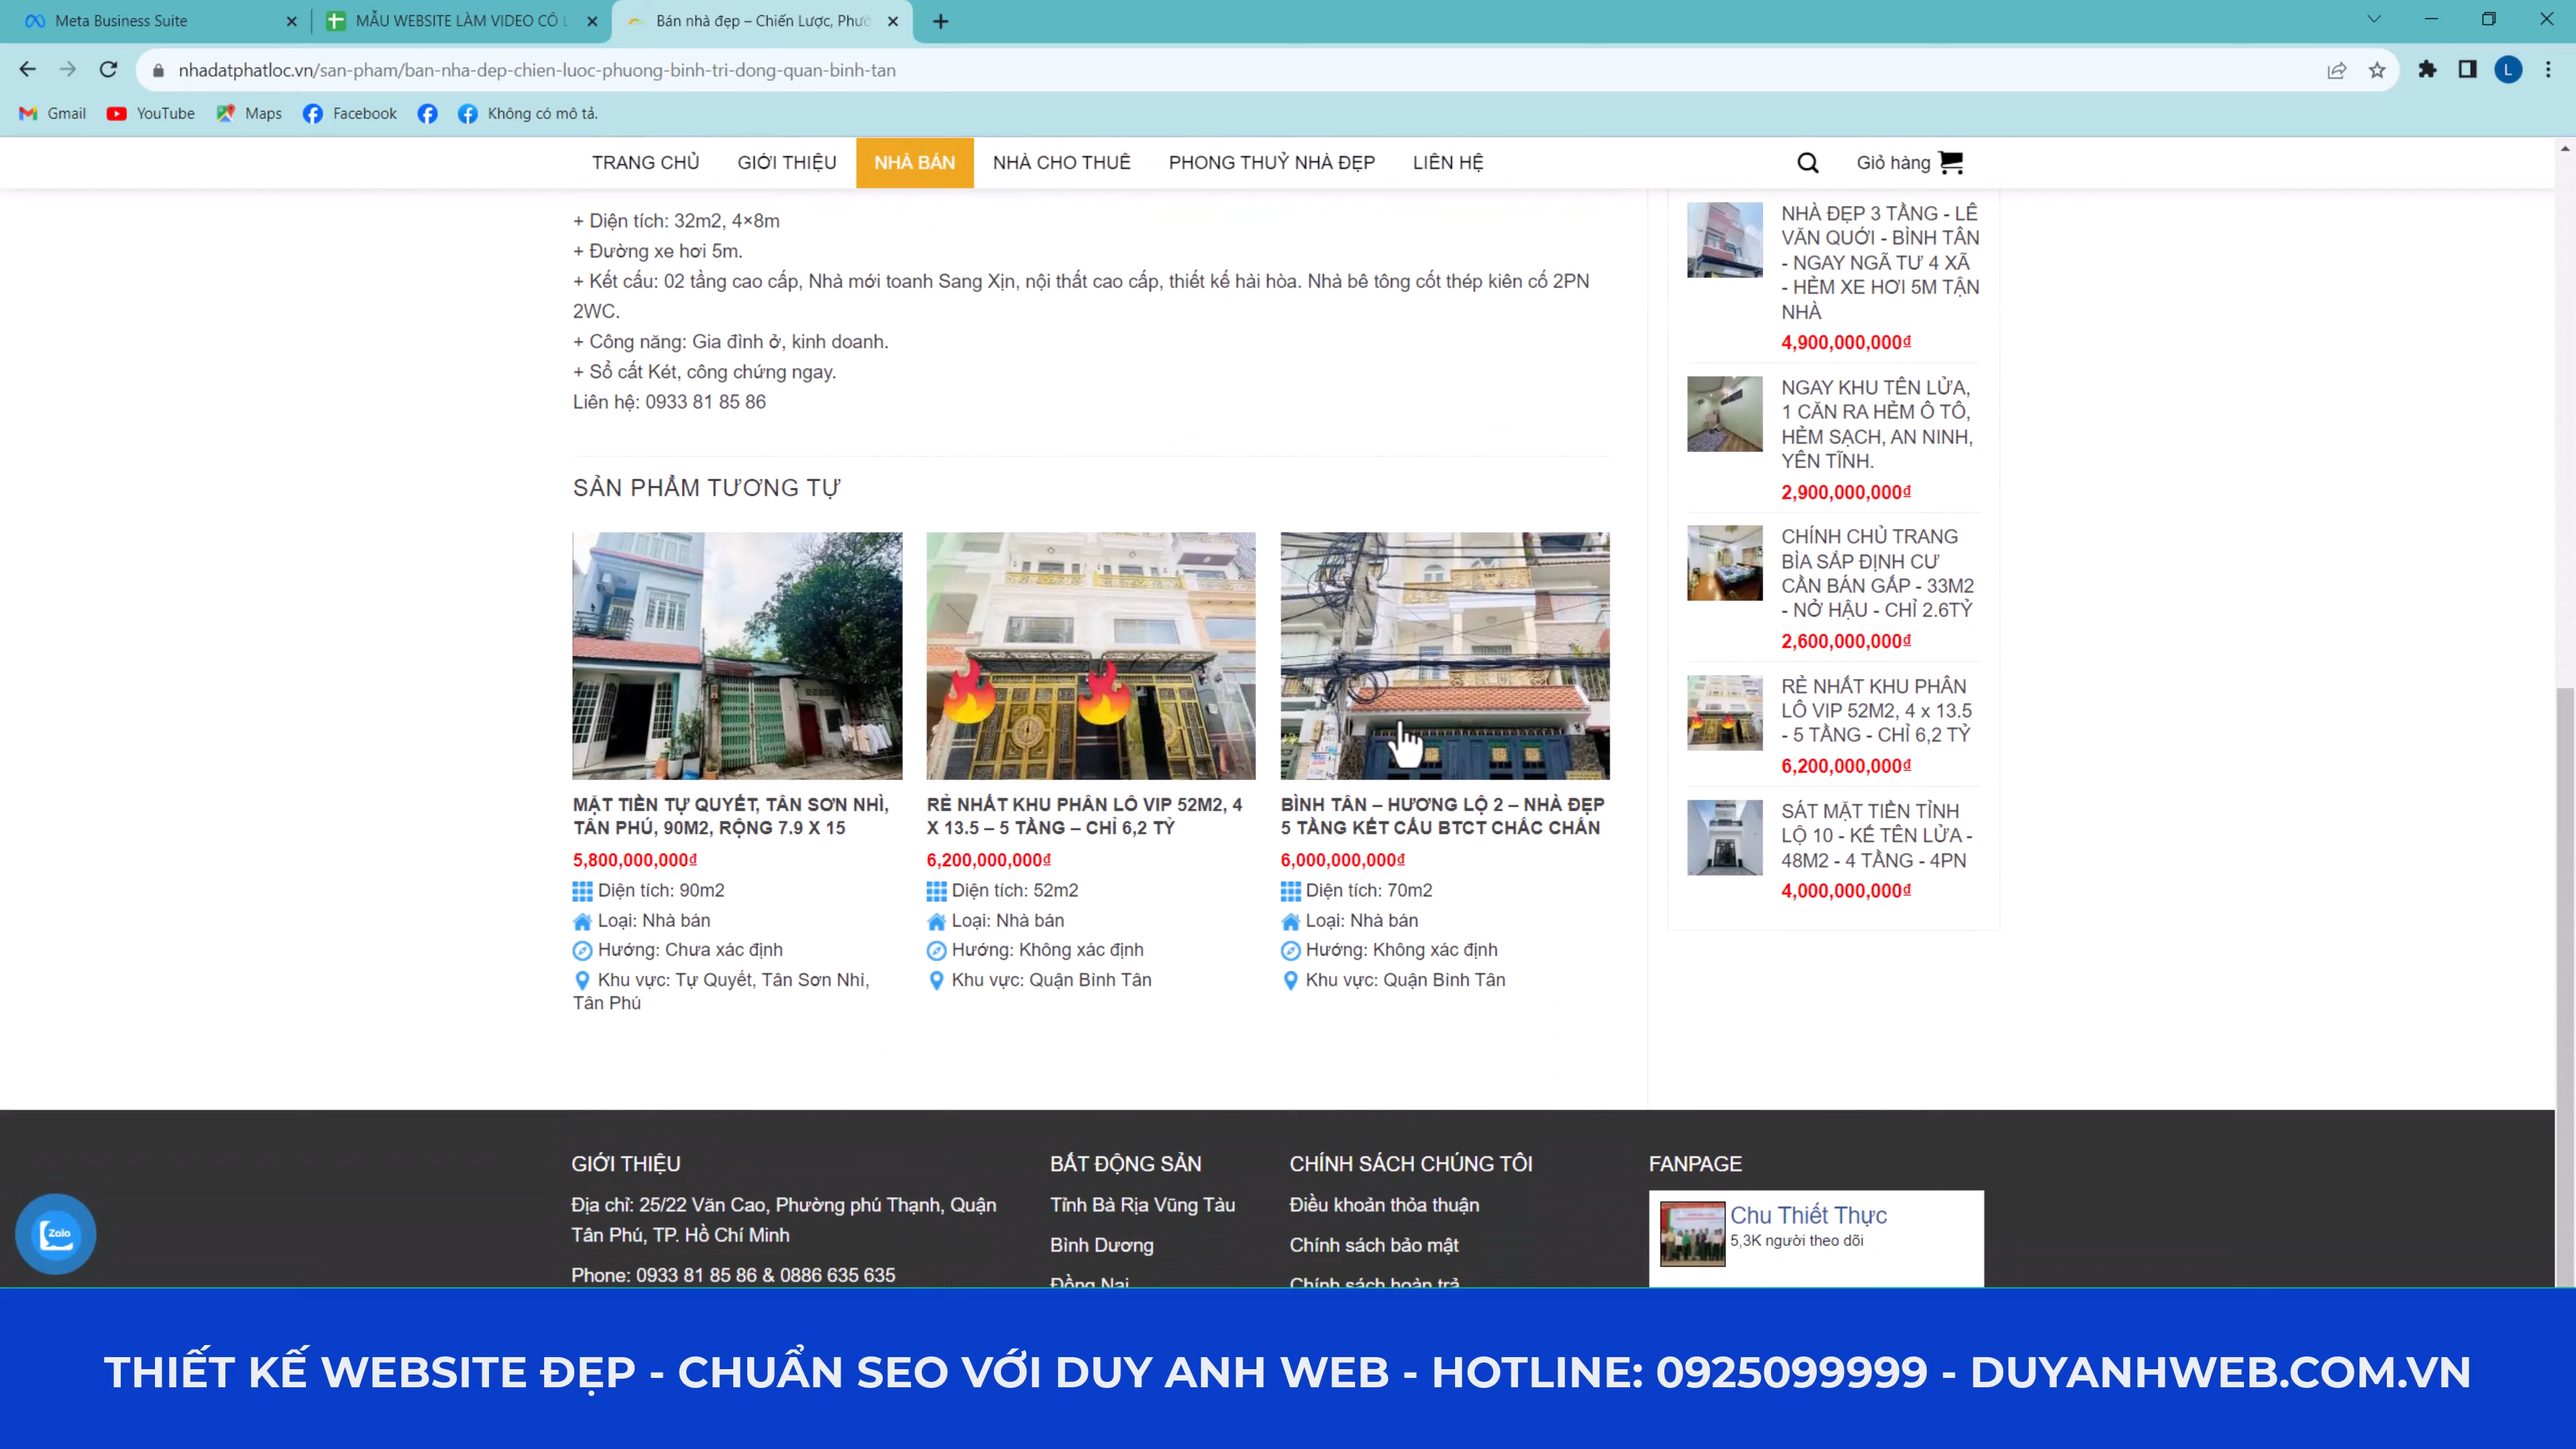 Meta Business Suite
MẪU WEBSITE LÀM VIDEO CÔ L
Bán nhà đẹp – Chiến Lược, Phườ
nhadatphatloc.vn/san-pham/ban-nha-dep-chien-luoc-phuong-binh-tri-dong-quan-binh-tan
L
Gmail
YouTube
Maps
Facebook
Không có mô tả.
TRANG CHỦ
GIỚI THIỆU
NHÀ BÁN
NHÀ CHO THUÊ
PHONG THUỶ NHÀ ĐẸP
LIÊN HỆ
Giỏ hàng
+ Diện tích: 32m2, 4×8m
+ Đường xe hơi 5m.
+ Kết cấu: 02 tầng cao cấp, Nhà mới toanh Sang Xịn, nội thất cao cấp, thiết kế hài hòa. Nhà bê tông cốt thép kiên cố 2PN
2WC.
+ Công năng: Gia đình ở, kinh doanh.
+ Sổ cất Két, công chứng ngay.
Liên hệ: 0933 81 85 86
SẢN PHẨM TƯƠNG TỰ
MẶT TIỀN TỰ QUYẾT, TÂN SƠN NHÌ,
TÂN PHÚ, 90M2, RỘNG 7.9 X 15
5,800,000,000₫
Diện tích: 90m2
Loại: Nhà bán
Hướng: Chưa xác định
Khu vực: Tự Quyết, Tân Sơn Nhì,
Tân Phú
RẺ NHẤT KHU PHÂN LÔ VIP 52M2, 4
X 13.5 – 5 TẦNG – CHỈ 6,2 TỶ
6,200,000,000₫
Diện tích: 52m2
Loại: Nhà bán
Hướng: Không xác định
Khu vực: Quận Bình Tân
BÌNH TÂN – HƯƠNG LỘ 2 – NHÀ ĐẸP
5 TẦNG KẾT CẤU BTCT CHẮC CHẮN
6,000,000,000₫
Diện tích: 70m2
Loại: Nhà bán
Hướng: Không xác định
Khu vực: Quận Bình Tân
NHÀ ĐẸP 3 TẦNG - LÊ
VĂN QUỚI - BÌNH TÂN
- NGAY NGÃ TƯ 4 XÃ
- HẺM XE HƠI 5M TẬN
NHÀ
4,900,000,000₫
NGAY KHU TÊN LỬA,
1 CĂN RA HẺM Ô TÔ,
HẺM SẠCH, AN NINH,
YÊN TĨNH.
2,900,000,000₫
CHÍNH CHỦ TRANG
BÌA SẮP ĐỊNH CƯ
CẦN BÁN GẤP - 33M2
- NỞ HẬU - CHỈ 2.6TỶ
2,600,000,000₫
RẺ NHẤT KHU PHÂN
LÔ VIP 52M2, 4 x 13.5
- 5 TẦNG - CHỈ 6,2 TỶ
6,200,000,000₫
SÁT MẶT TIỀN TỈNH
LỘ 10 - KẾ TÊN LỬA -
48M2 - 4 TẦNG - 4PN
4,000,000,000₫
GIỚI THIỆU
Địa chỉ: 25/22 Văn Cao, Phường phú Thạnh, Quận
Tân Phú, TP. Hồ Chí Minh
Phone: 0933 81 85 86 & 0886 635 635
BẤT ĐỘNG SẢN
Tỉnh Bà Rịa Vũng Tàu
Bình Dương
Đồng Nai
CHÍNH SÁCH CHÚNG TÔI
Điều khoản thỏa thuận
Chính sách bảo mật
Chính sách hoàn trả
FANPAGE
Chu Thiết Thực
5,3K người theo dõi
Zalo
THIẾT KẾ WEBSITE ĐẸP - CHUẨN SEO VỚI DUY ANH WEB - HOTLINE: 0925099999 - DUYANHWEB.COM.VN